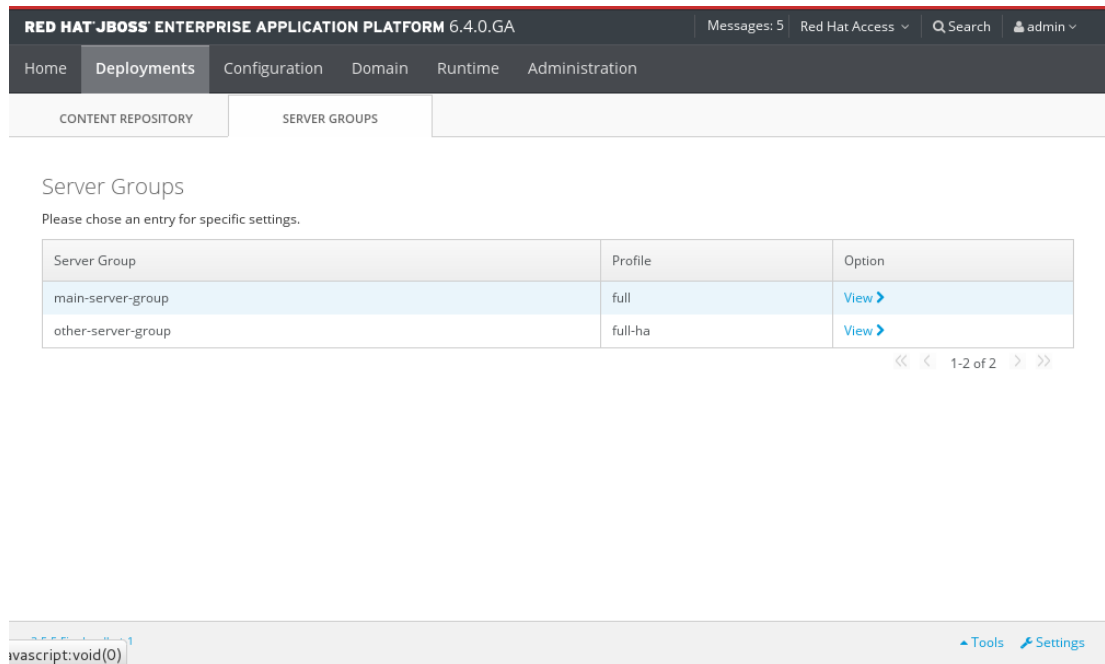 RED HAT JBOSS ENTERPRISE APPLICATION PLATFORM 6.4.0.GA Messages: 5 Red Hat Access Search admin
Home Deployments Configuration Domain Runtime Administration
CONTENT REPOSITORY SERVER GROUPS
Server Groups
Please chose an entry for specific settings.
Server Group Profile Option
main-server-group full View
other-server-group full-ha View
1-2 of 2
Tools Settings
avascript:void(0)